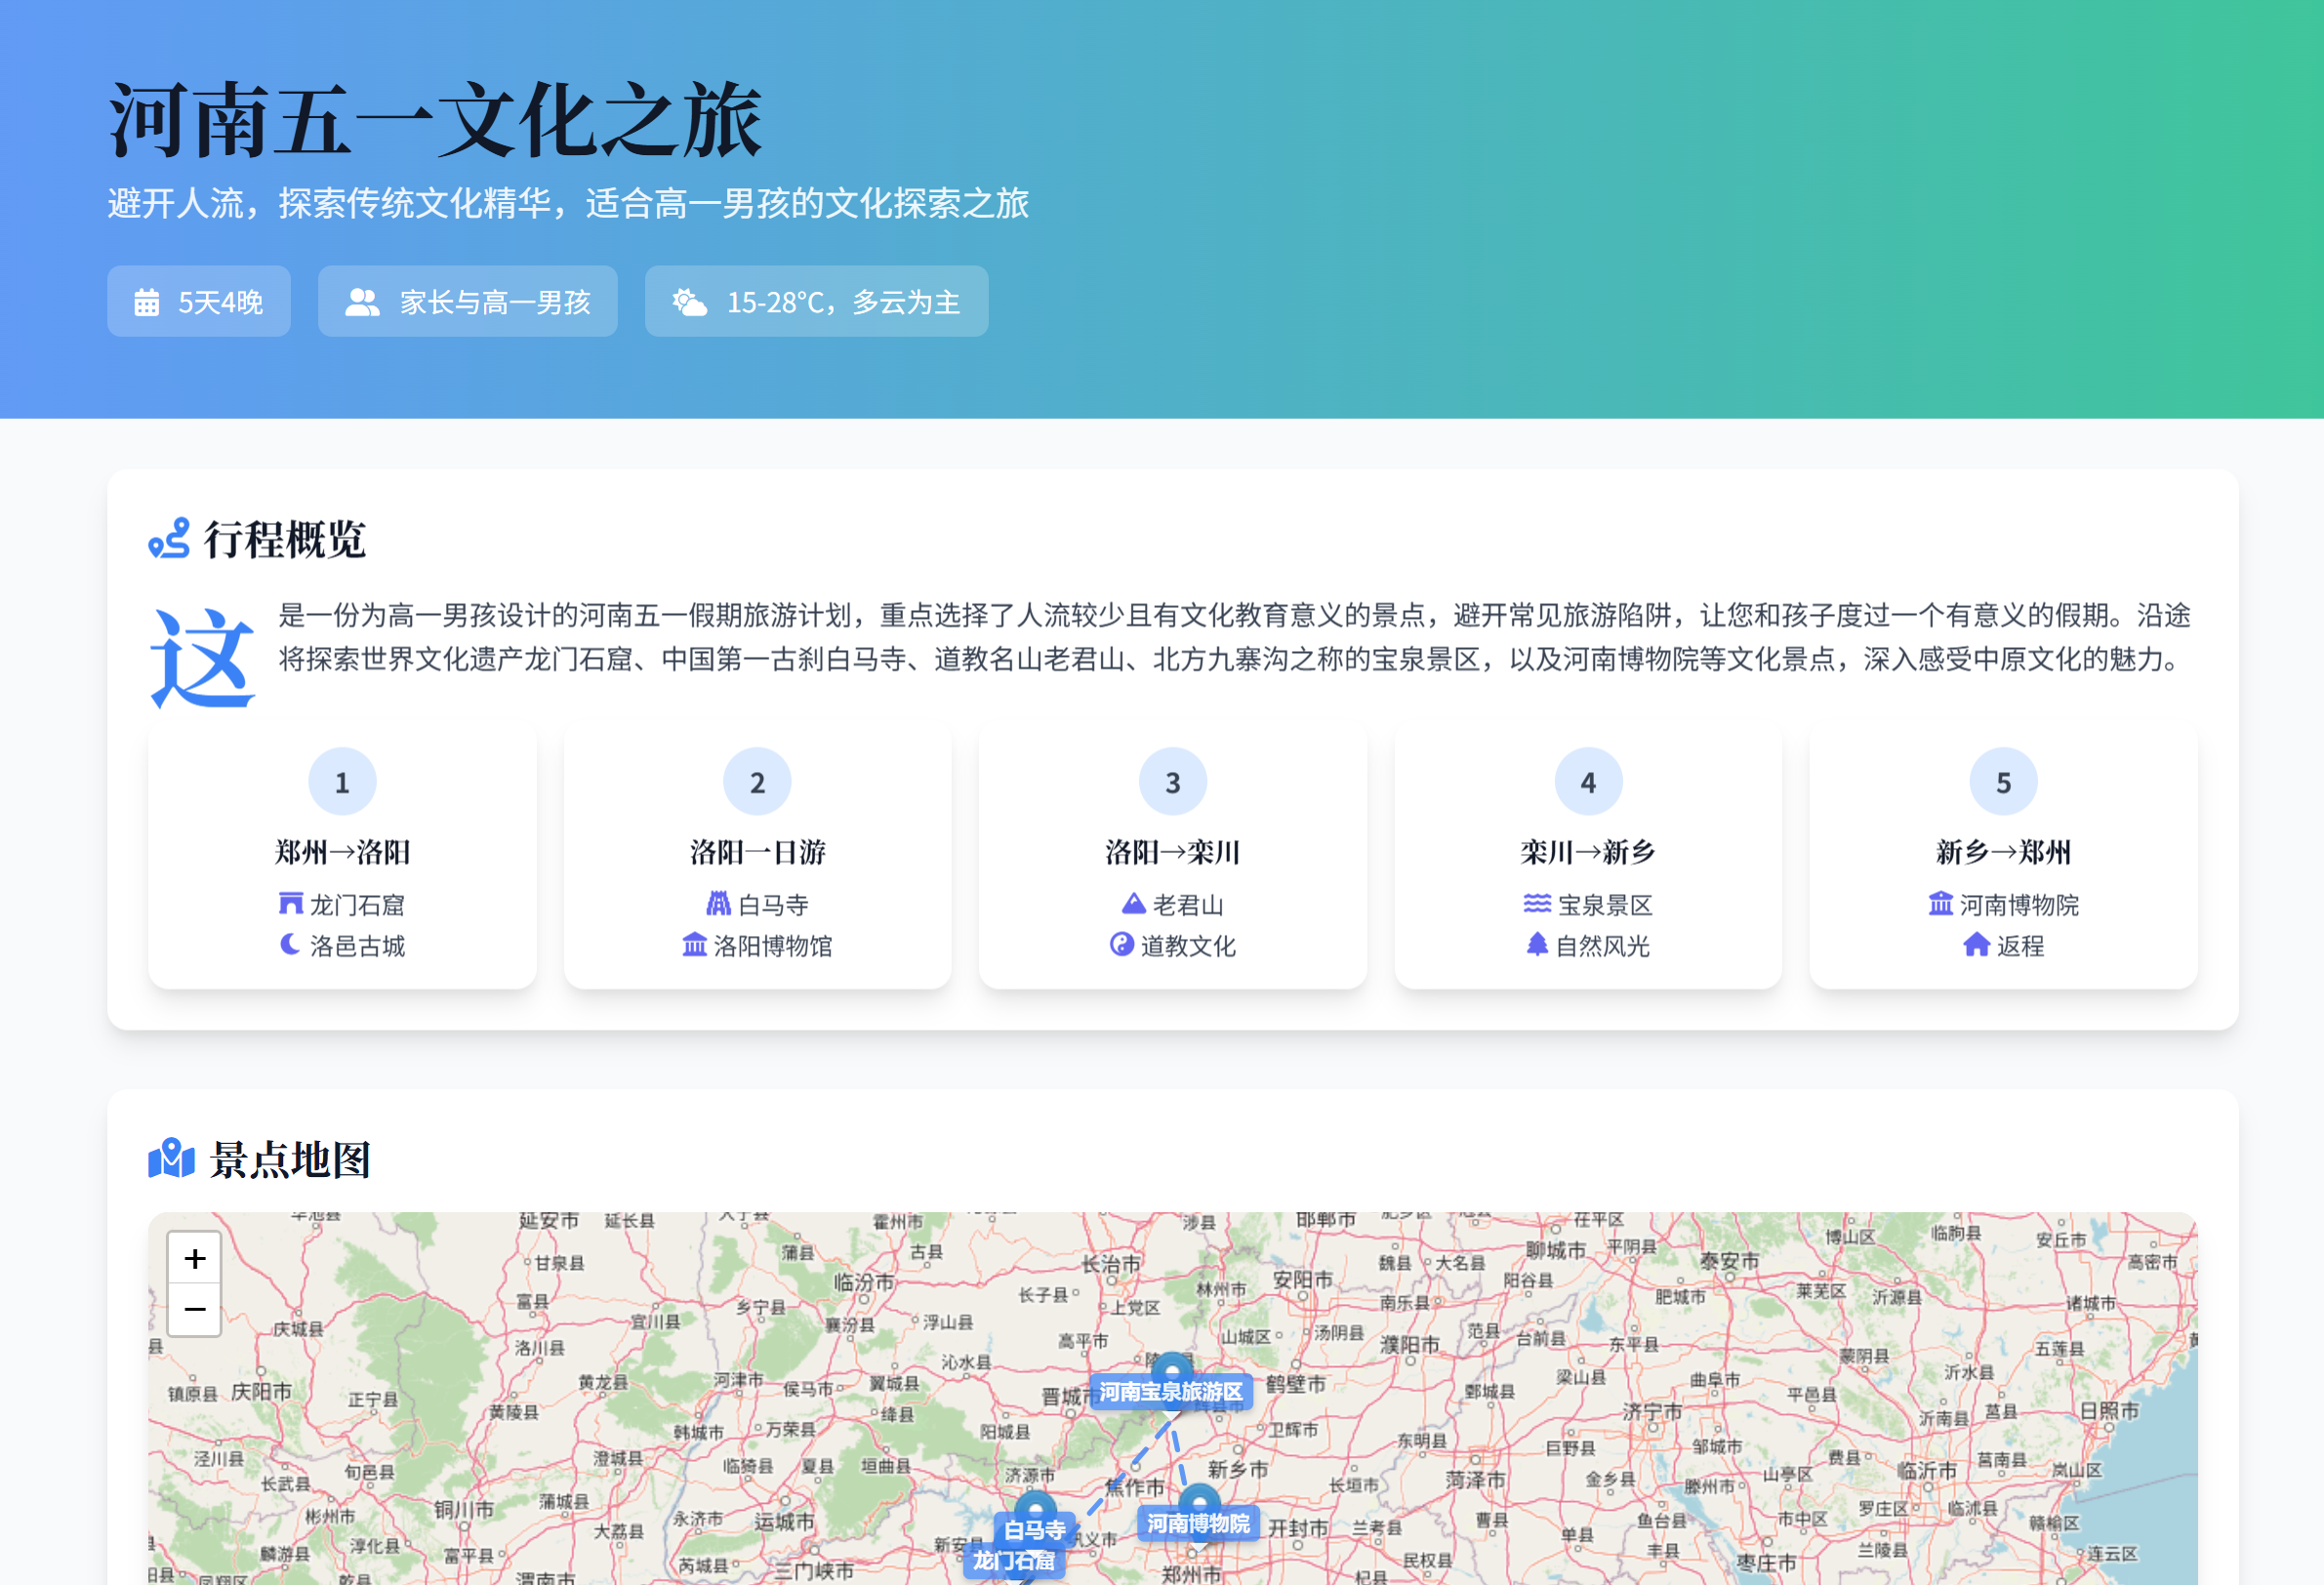 河南五一文化之旅
避开人流，探索传统文化精华，适合高一男孩的文化探索之旅
5天4晚
家长与高一男孩
15-28°C，多云为主
行程概览
这是一份为高一男孩设计的河南五一假期旅游计划，重点选择了人流较少且有文化教育意义的景点，避开常见旅游陷阱，让您和孩子度过一个有意义的假期。沿途
将探索世界文化遗产龙门石窟、中国第一古刹白马寺、道教名山老君山、北方九寨沟之称的宝泉景区，以及河南博物院等文化景点，深入感受中原文化的魅力。
1
郑州→洛阳
龙门石窟
洛邑古城
2
洛阳一日游
白马寺
洛阳博物馆
3
洛阳→栾川
老君山
道教文化
4
栾川→新乡
宝泉景区
自然风光
5
新乡→郑州
河南博物院
返程
景点地图
+
−
延安市
延长县
霍州市
涉县
邯郸市
茌平区
博山区
临朐县
安丘市
高密市
甘泉县
蒲县
古县
长治市
魏县
大名县
聊城市
平阴县
泰安市
临汾市
林州市
安阳市
阳谷县
莱芜区
富县
乡宁县
长子县
上党区
南乐县
肥城市
沂源县
诸城市
庆城县
宜川县
襄汾县
浮山县
高平市
山城区
汤阴县
濮阳市
范县
台前县
东平县
洛川县
沁水县
蒙阴县
五莲县
镇原县
庆阳市
正宁县
黄龙县
河津市
侯马市
翼城县
晋城市
河南宝泉旅游区
鹤壁市
鄄城县
梁山县
曲阜市
平邑县
沂水县
黄陵县
绛县
济宁市
沂南县
莒县
日照市
韩城市
万荣县
阳城县
卫辉市
东明县
巨野县
邹城市
费县
莒南县
泾川县
长武县
旬邑县
澄城县
临猗县
夏县
垣曲县
济源市
焦作市
新乡市
长垣市
菏泽市
金乡县
滕州市
山亭区
临沂市
岚山区
彬州市
铜川市
蒲城县
大荔县
永济市
运城市
白马寺
河南博物院
开封市
兰考县
曹县
单县
鱼台县
市中区
罗庄区
临沭县
赣榆区
麟游县
淳化县
富平县
芮城县
三门峡市
新安县
巩义市
龙门石窟
郑州市
民权县
丰县
枣庄市
兰陵县
连云区
凤翔区
乾县
渭南市
杞县